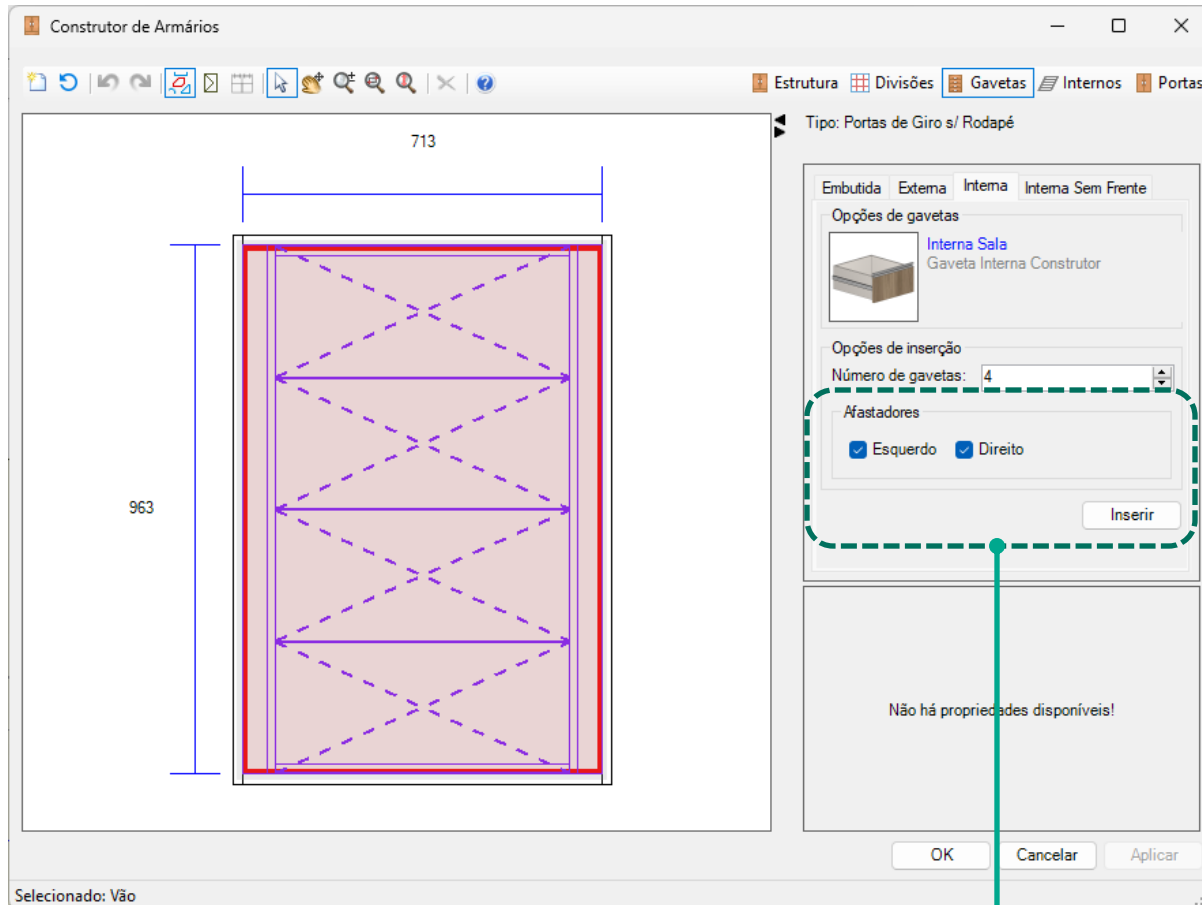 Construtor de Armários
Estrutura Divisões Gavetas Internos Portas
Tipo: Portas de Giro s/ Rodapé
713
963
Embutida Externa Interna Interna Sem Frente
Opções de gavetas
Interna Sala
Gaveta Interna Construtor
Opções de inserção
Número de gavetas: 4
Afastadores
Esquerdo Direito
Inserir
Não há propriedades disponíveis!
OK Cancelar Aplicar
Selecionado: Vão